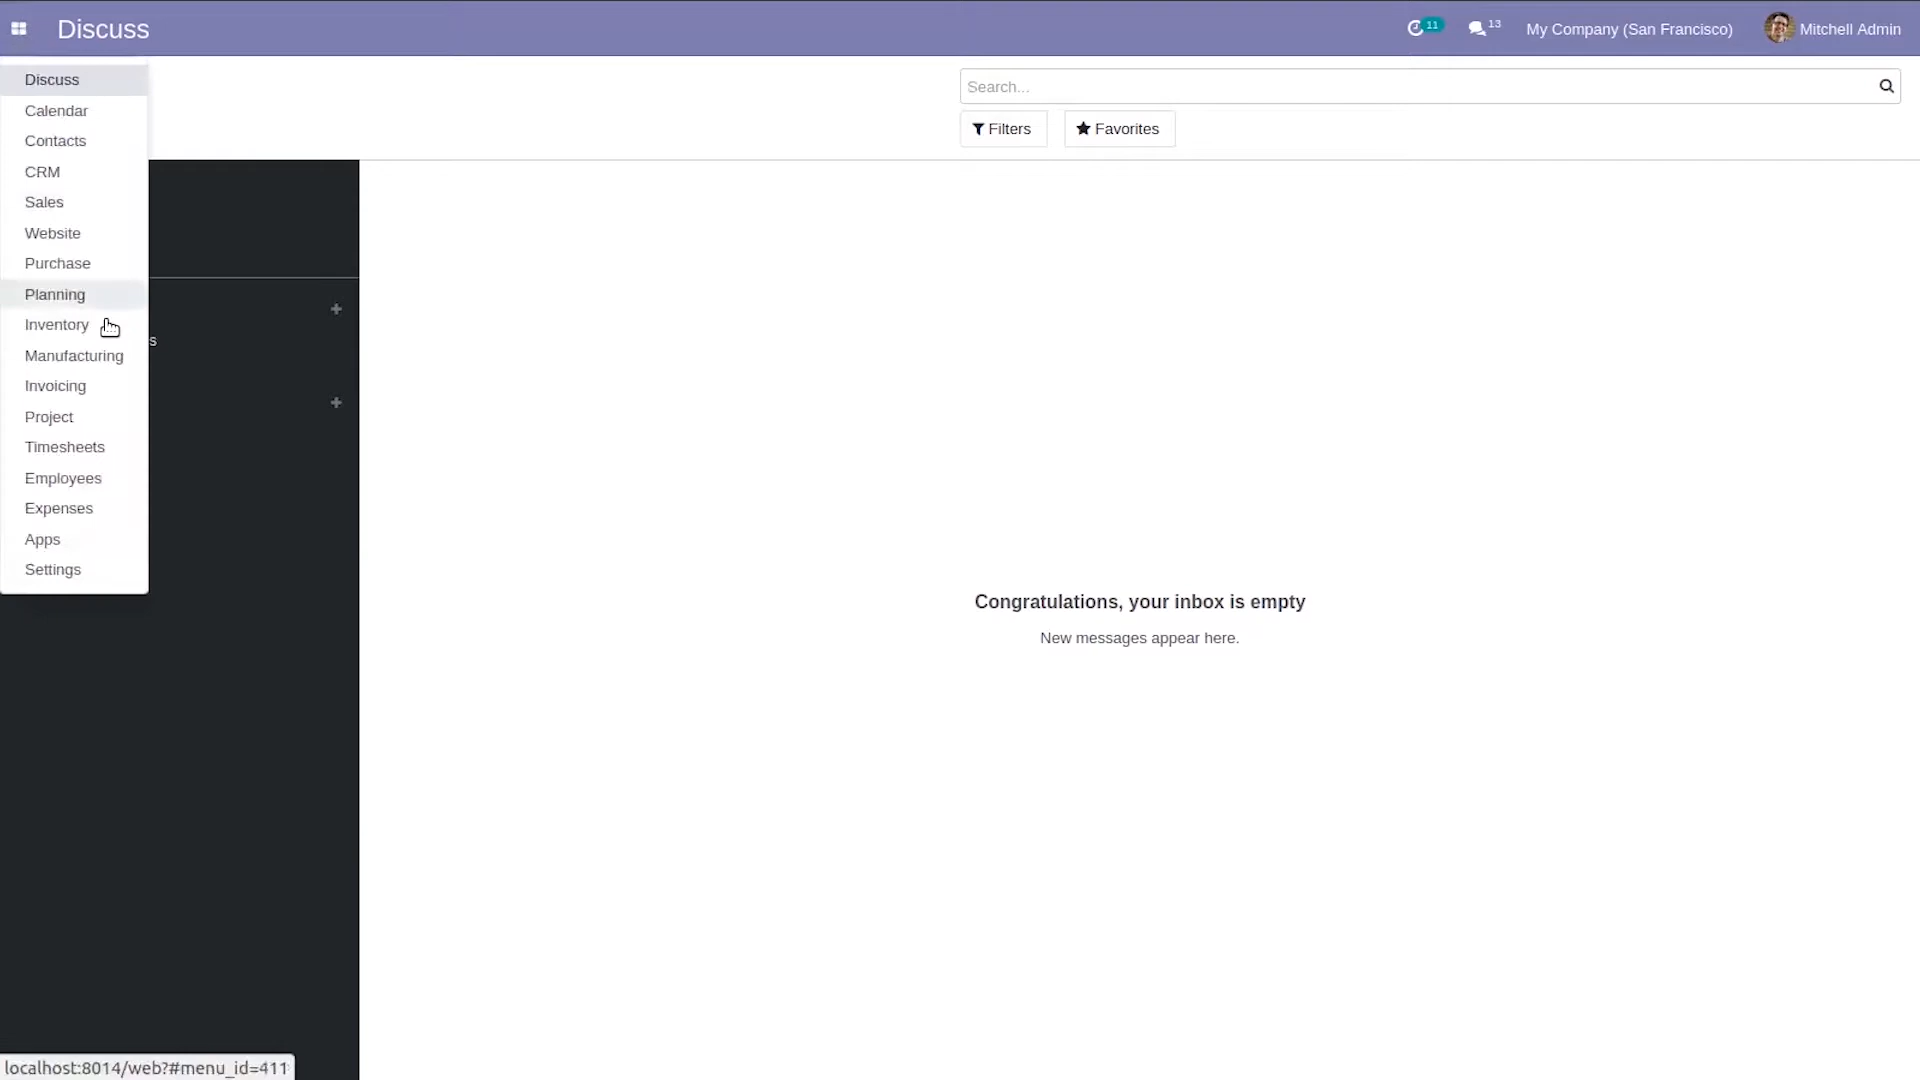 Discuss
11
13
My Company (San Francisco)
Mitchell Admin
Discuss
Calendar
Contacts
CRM
Sales
Website
Purchase
Planning
Inventory
Manufacturing
Invoicing
Project
Timesheets
Employees
Expenses
Apps
Settings
Search...
Filters
Favorites
s
Congratulations, your inbox is empty
New messages appear here.
localhost:8014/web?#menu_id=411